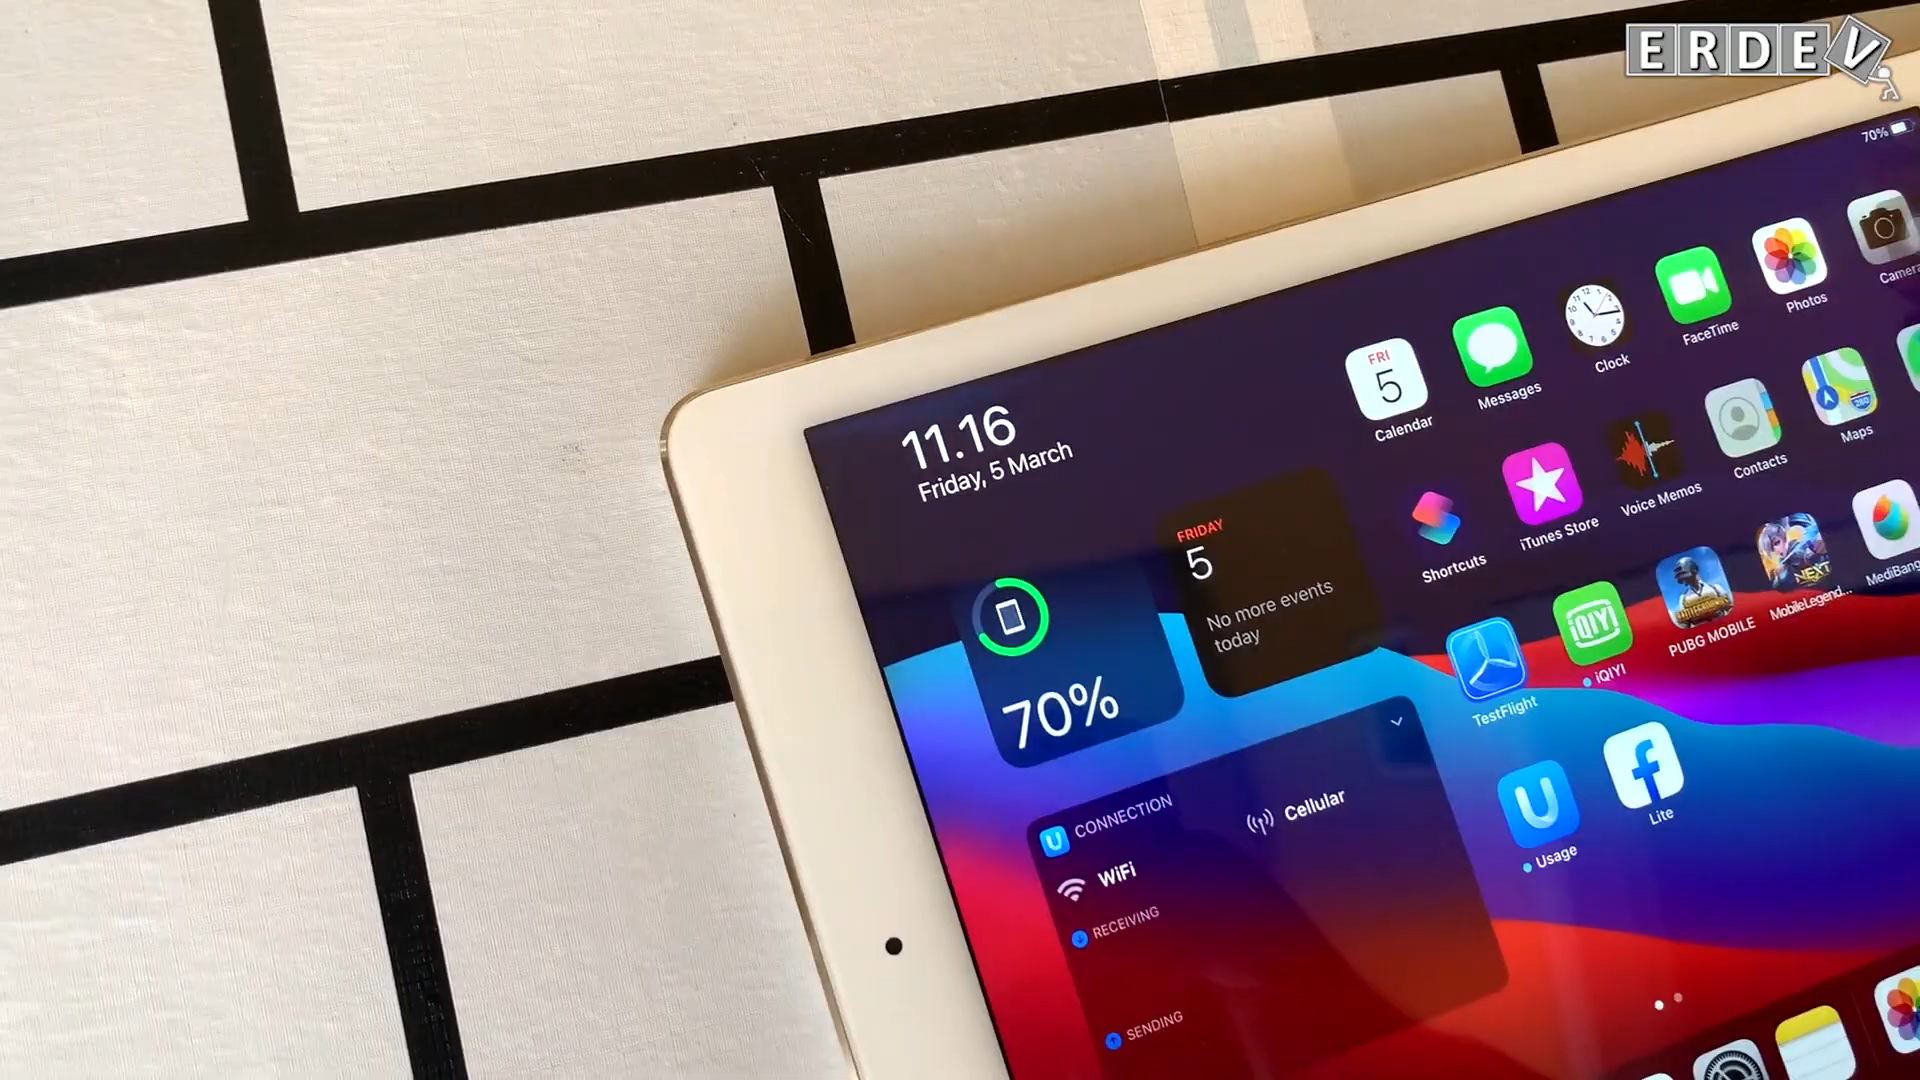 ERDEV
70%
11.16
Friday, 5 March
FRI
5
Calendar
Messages
Clock
FaceTime
Photos
Camera
FRIDAY
5
No more events
today
Shortcuts
iTunes Store
Voice Memos
Contacts
Maps
70%
TestFlight
iQIYI
iQIYI
PUBG MOBILE
NEXT
MobileLegend...
MediBang
CONNECTION
WiFi
Cellular
RECEIVING
SENDING
Usage
Lite